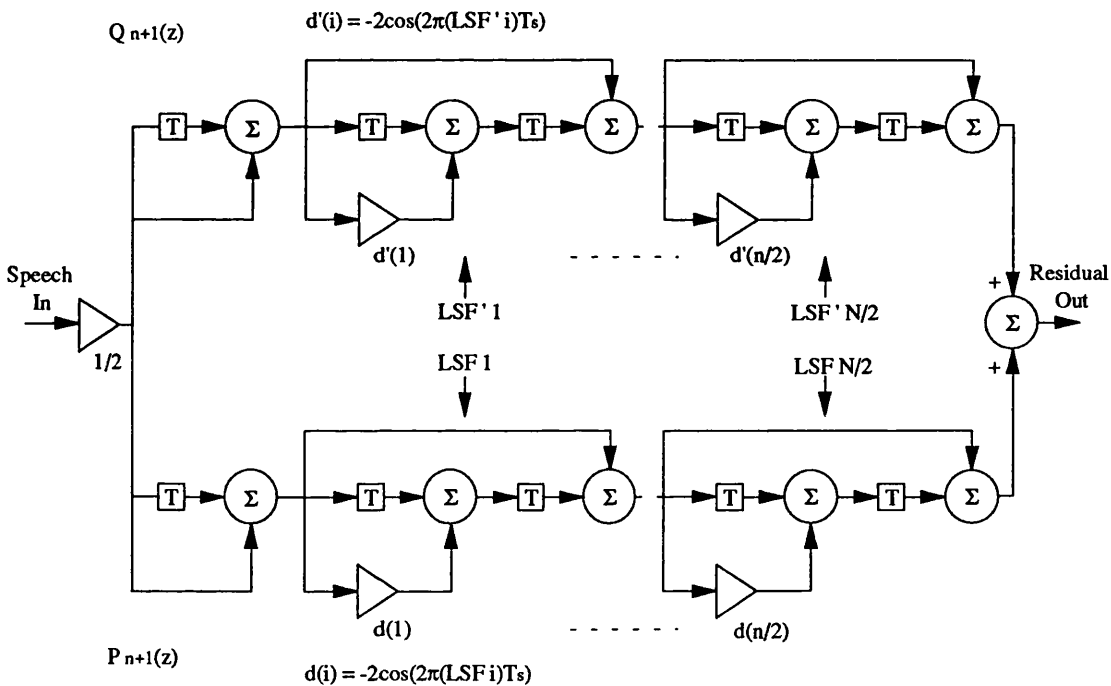 Q n+1(z)
d'(i) = -2cos(2π(LSF' i)Ts)
T Σ T Σ T Σ T Σ T Σ
d'(1)
d'(n/2)
Speech
In
1/2
LSF' 1
LSF' N/2
+
Residual
Out
Σ
LSF 1
LSF N/2
+
T Σ T Σ T Σ T Σ T Σ
d(1)
d(n/2)
P n+1(z)
d(i) = -2cos(2π(LSF i)Ts)